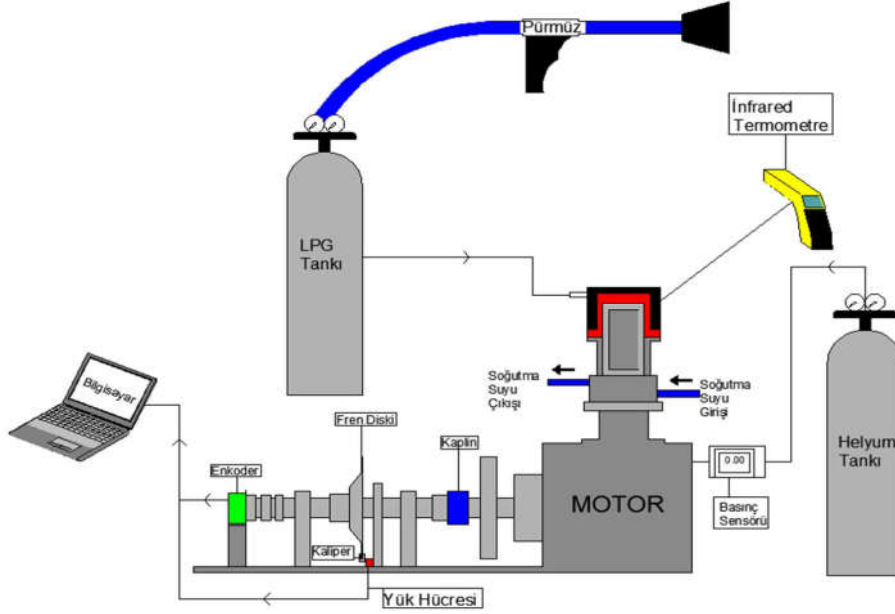 Pürmüz
İnfrared
Termometre
LPG
Tankı
Bilgisayar
Soğutma
Suyu
Çıkışı
Soğutma
Suyu
Girişi
Fren Diski
Kaplin
Enkoder
0.00
Helyum
Tankı
MOTOR
Basınç
Sensörü
Kaliper
Yük Hücresi